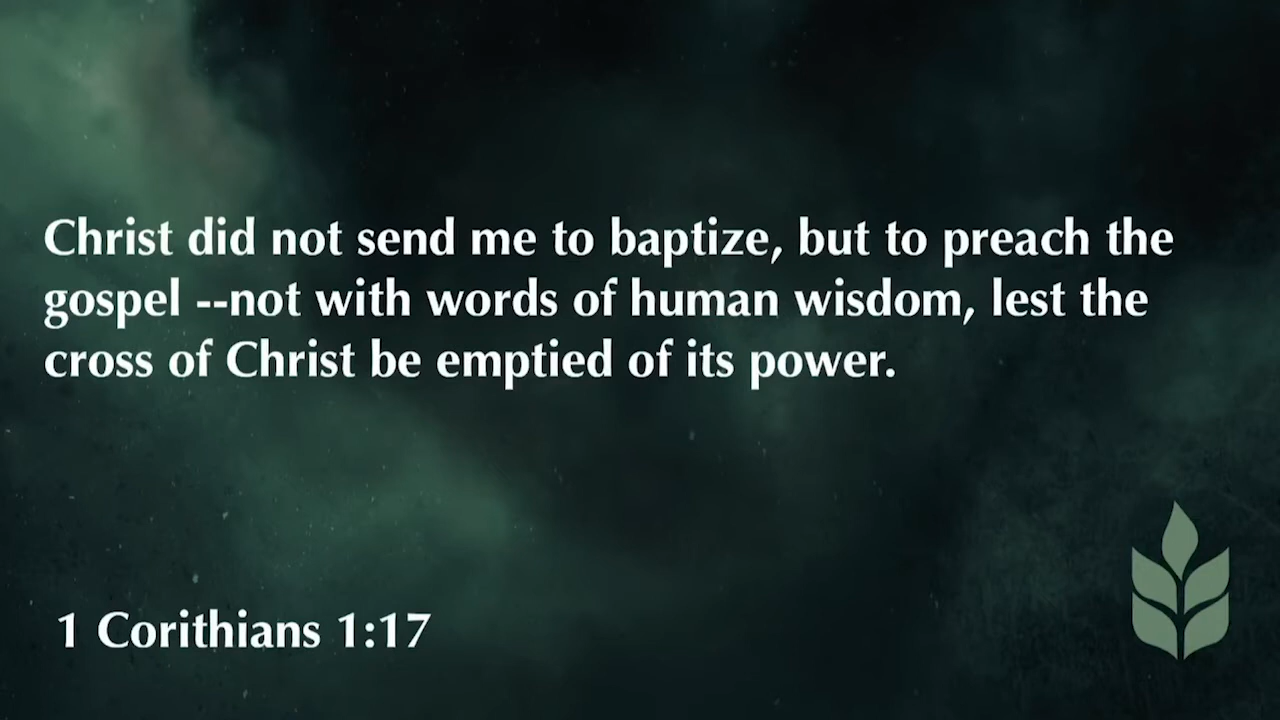 Christ did not send me to baptize, but to preach the
gospel --not with words of human wisdom, lest the
cross of Christ be emptied of its power.
1 Corithians 1:17